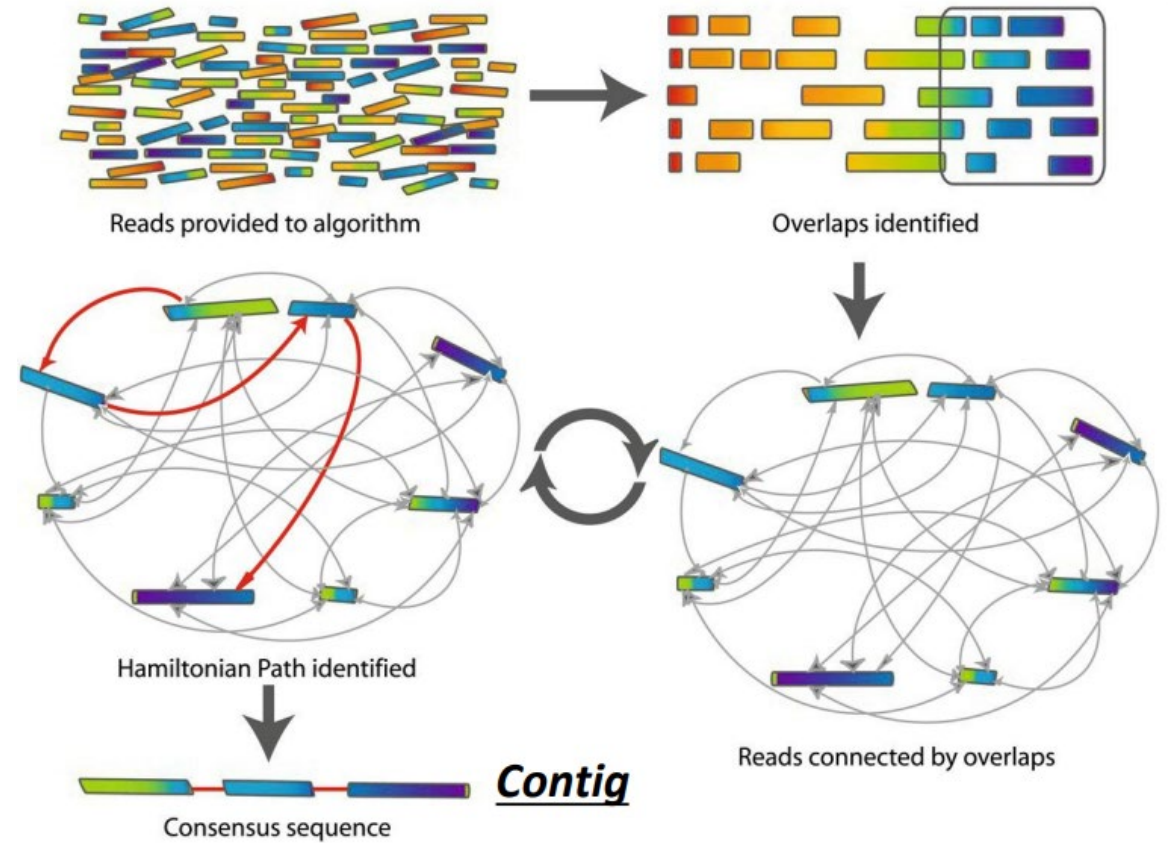 Reads provided to algorithm
Overlaps identified
Hamiltonian Path identified
Reads connected by overlaps
Contig
Consensus sequence